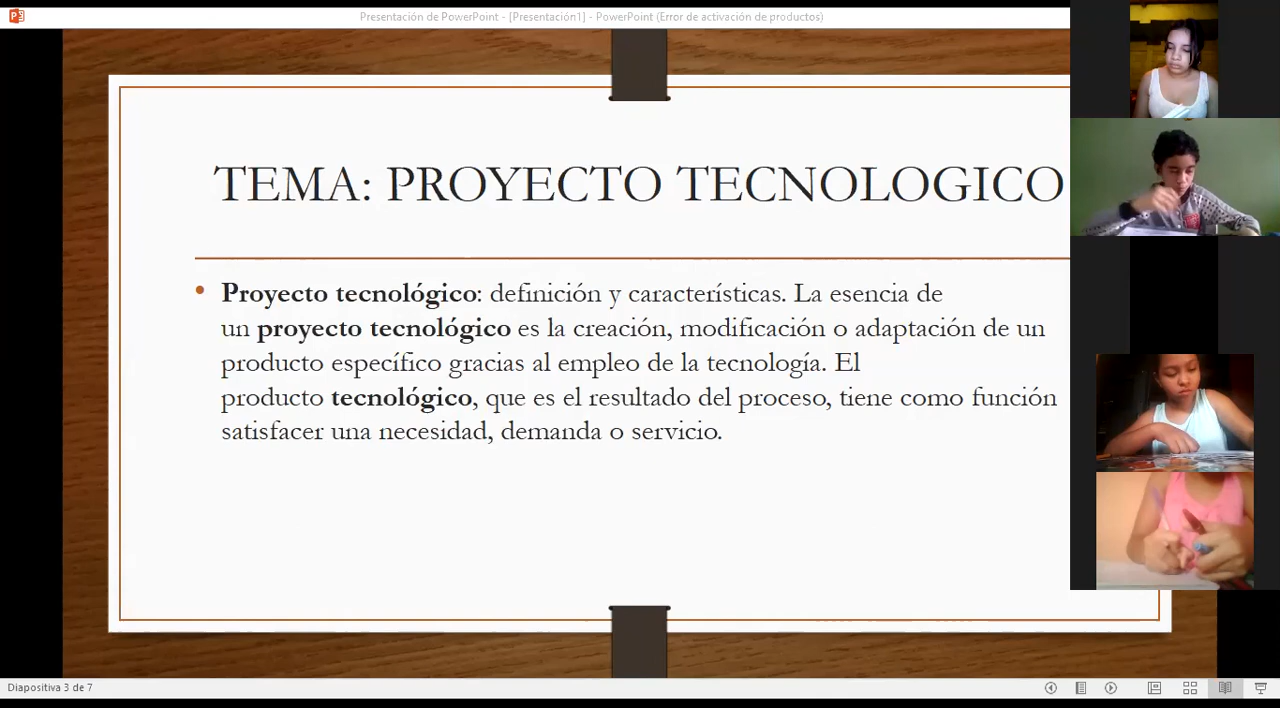 Presentación de PowerPoint - [Presentación1] - PowerPoint (Error de activación de productos)
TEMA: PROYECTO TECNOLOGICO
• Proyecto tecnológico: definición y características. La esencia de
un proyecto tecnológico es la creación, modificación o adaptación de un
producto específico gracias al empleo de la tecnología. El
producto tecnológico, que es el resultado del proceso, tiene como función
satisfacer una necesidad, demanda o servicio.
Diapositiva 3 de 7